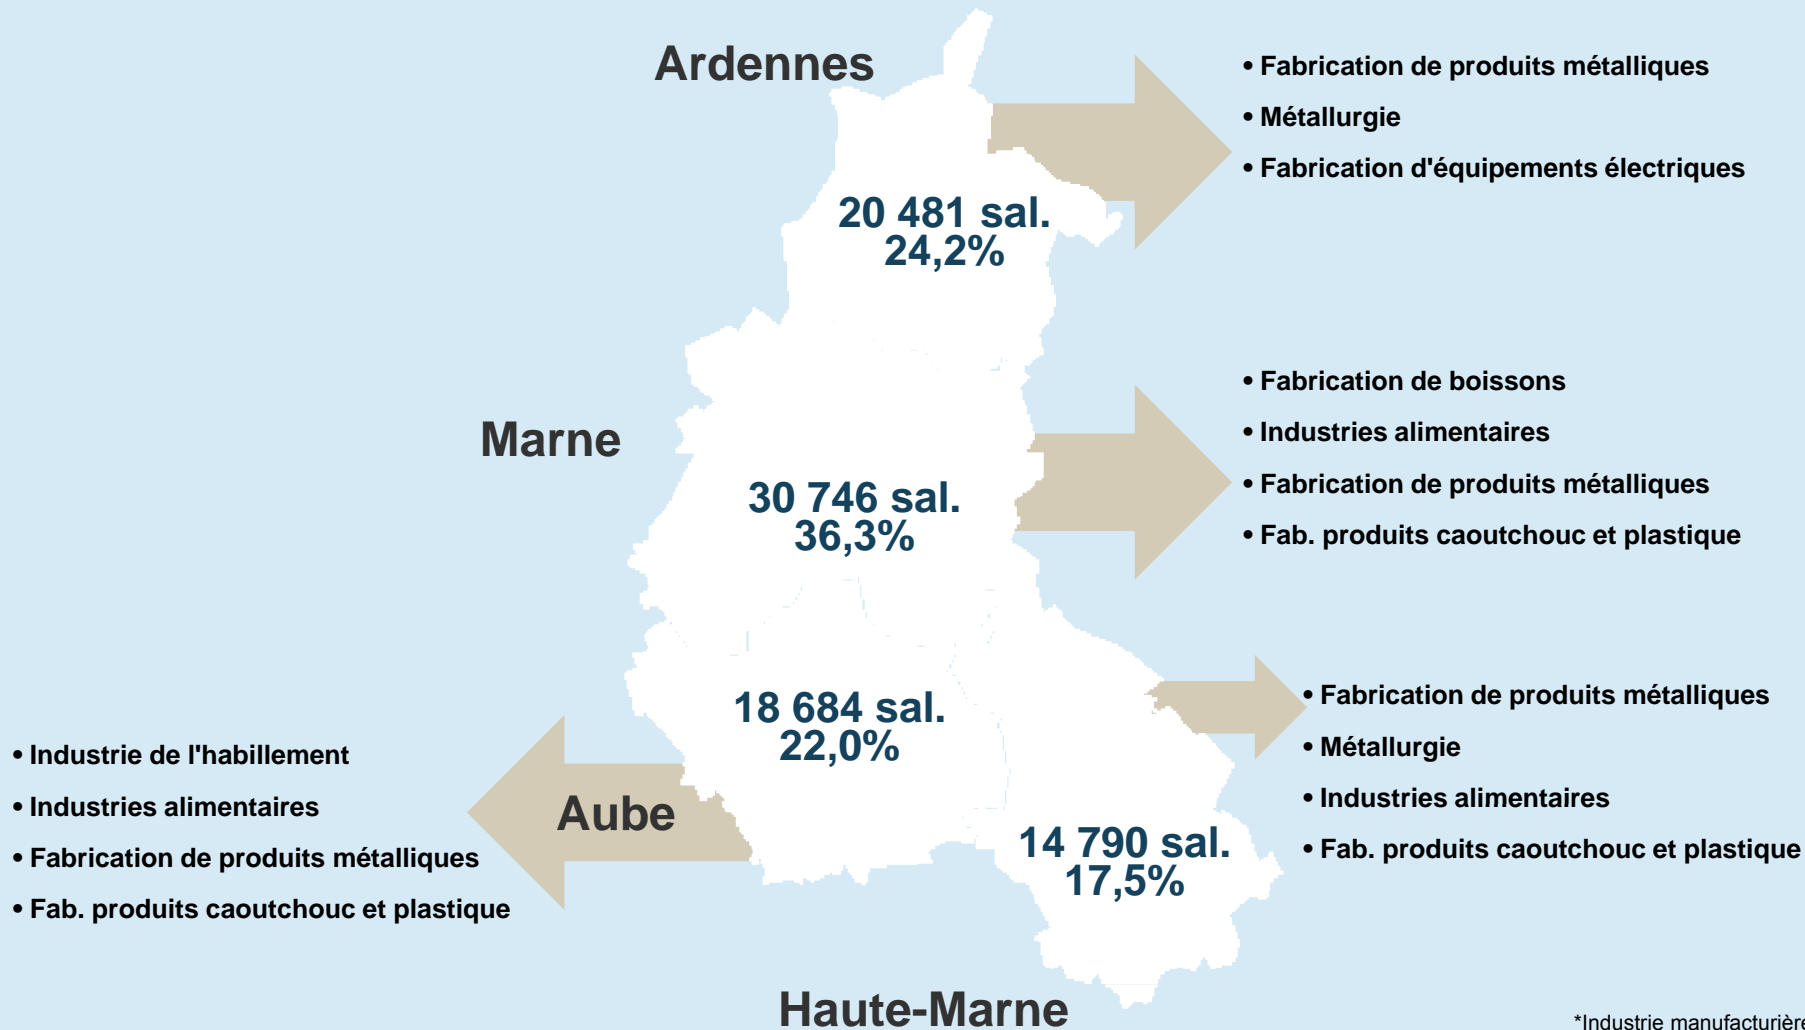 Ardennes
• Fabrication de produits métalliques
• Métallurgie
• Fabrication d'équipements électriques
20 481 sal.
24,2%
Marne
• Fabrication de boissons
• Industries alimentaires
• Fabrication de produits métalliques
• Fab. produits caoutchouc et plastique
30 746 sal.
36,3%
18 684 sal.
22,0%
Aube
• Industrie de l'habillement
• Industries alimentaires
• Fabrication de produits métalliques
• Fab. produits caoutchouc et plastique
• Fabrication de produits métalliques
• Métallurgie
• Industries alimentaires
• Fab. produits caoutchouc et plastique
14 790 sal.
17,5%
Haute-Marne
*Industrie manufacturière